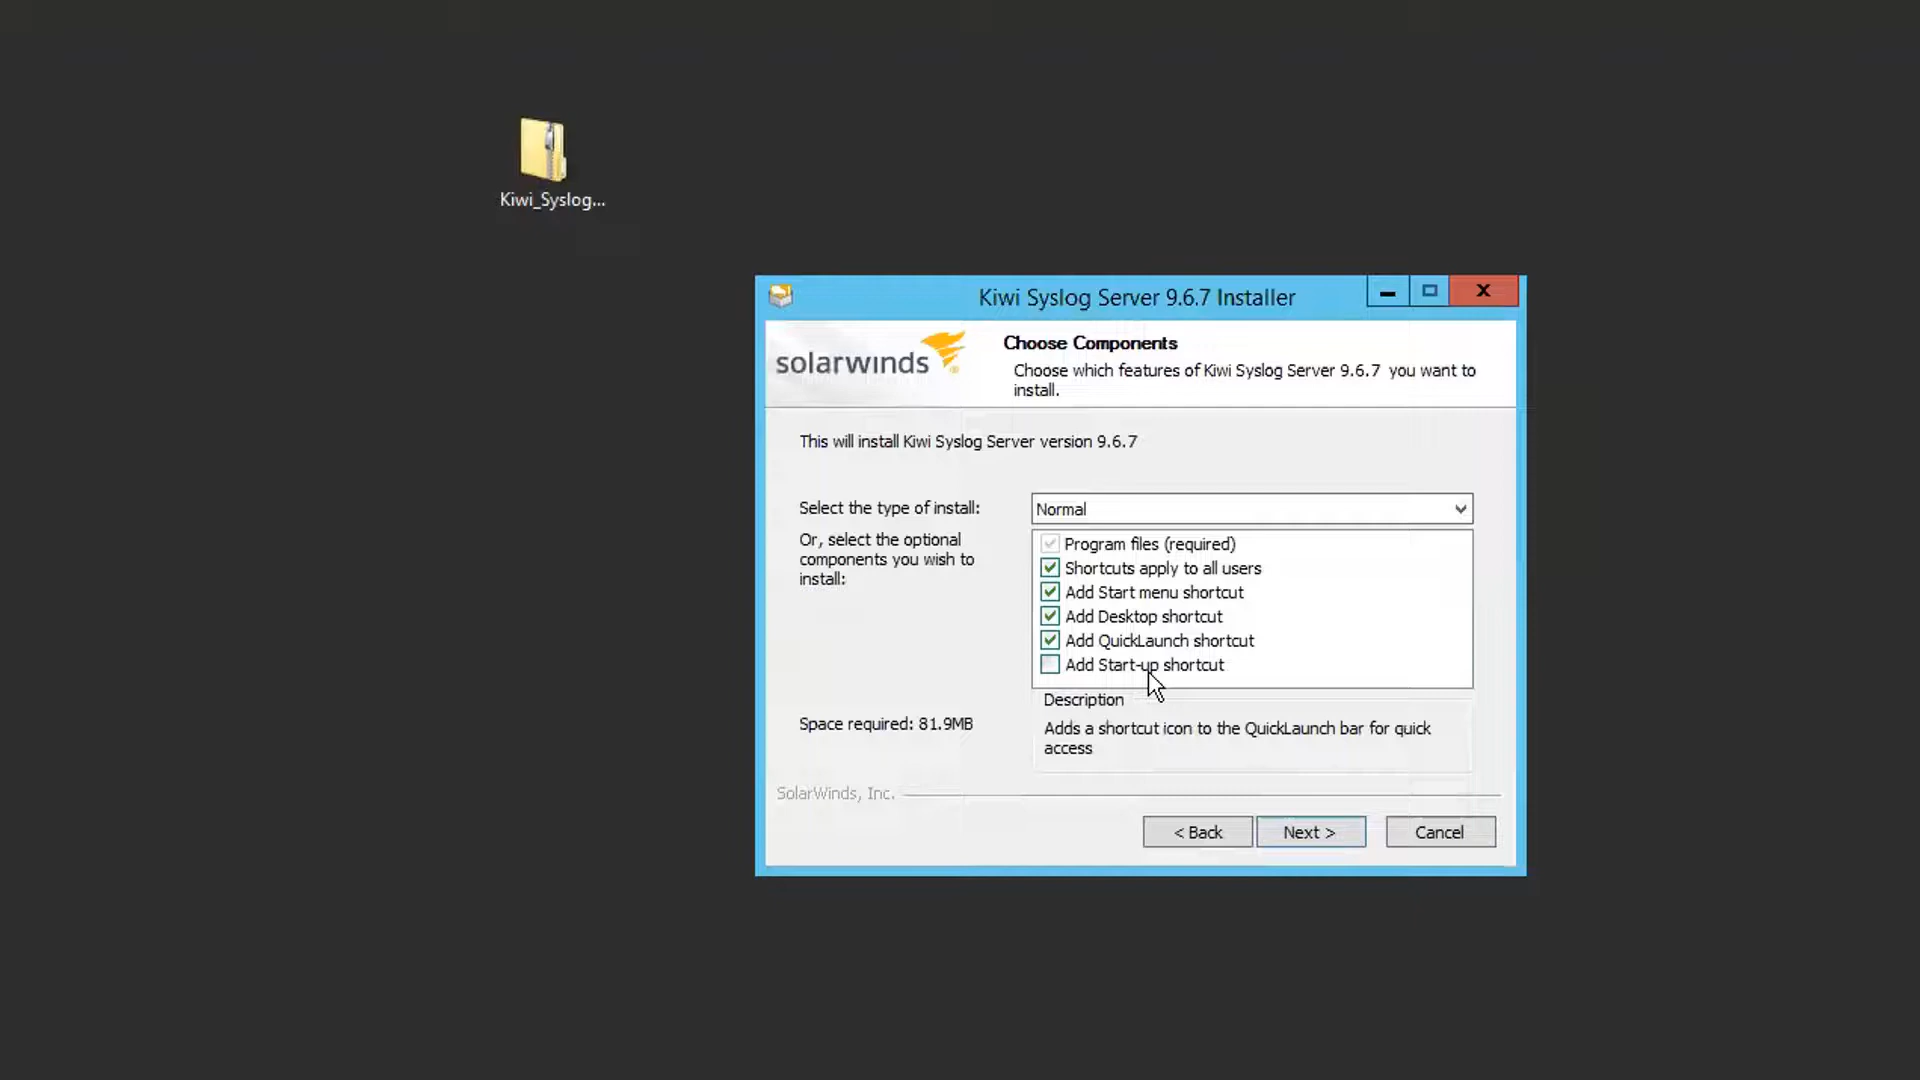 Kiwi_Syslog...
Kiwi Syslog Server 9.6.7 Installer
solarwinds
Choose Components
Choose which features of Kiwi Syslog Server 9.6.7 you want to
install.
This will install Kiwi Syslog Server version 9.6.7
Select the type of install:
Normal
Or, select the optional
components you wish to
install:
Program files (required)
Shortcuts apply to all users
Add Start menu shortcut
Add Desktop shortcut
Add QuickLaunch shortcut
Add Start-up shortcut
Space required: 81.9MB
Description
Adds a shortcut icon to the QuickLaunch bar for quick
access
SolarWinds, Inc.
< Back
Next >
Cancel